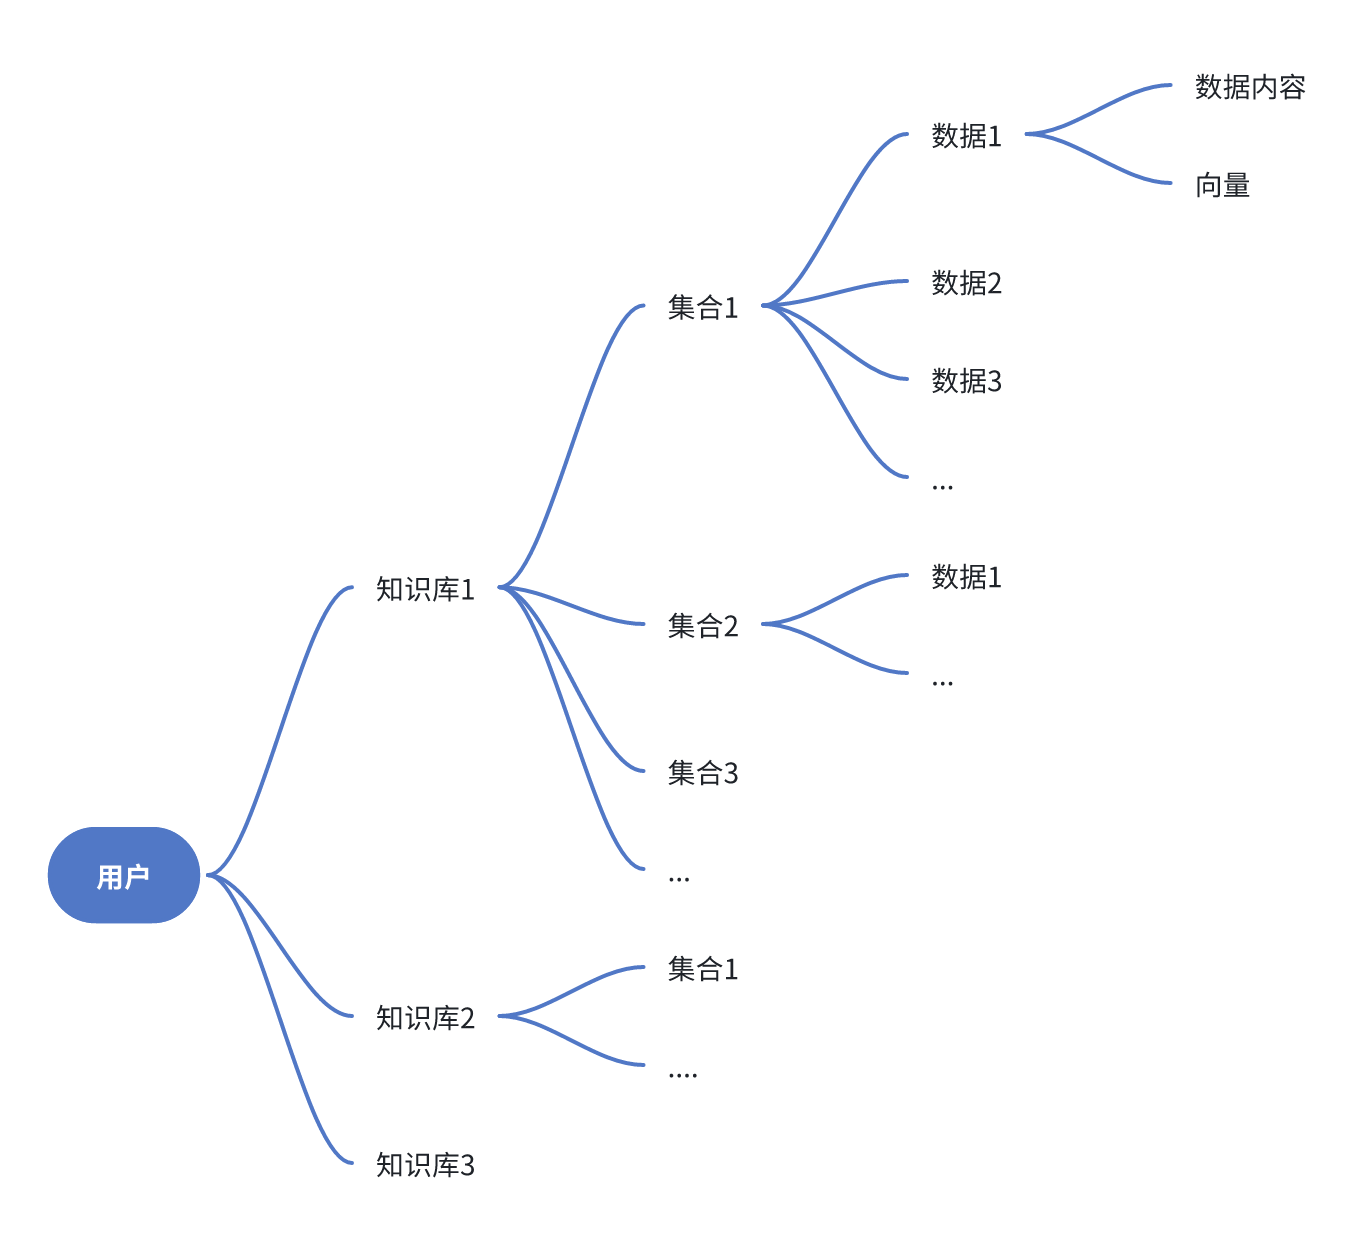 用户
知识库1
集合1
数据1
数据内容
向量
数据2
数据3
...
集合2
数据1
...
集合3
...
知识库2
集合1
....
知识库3